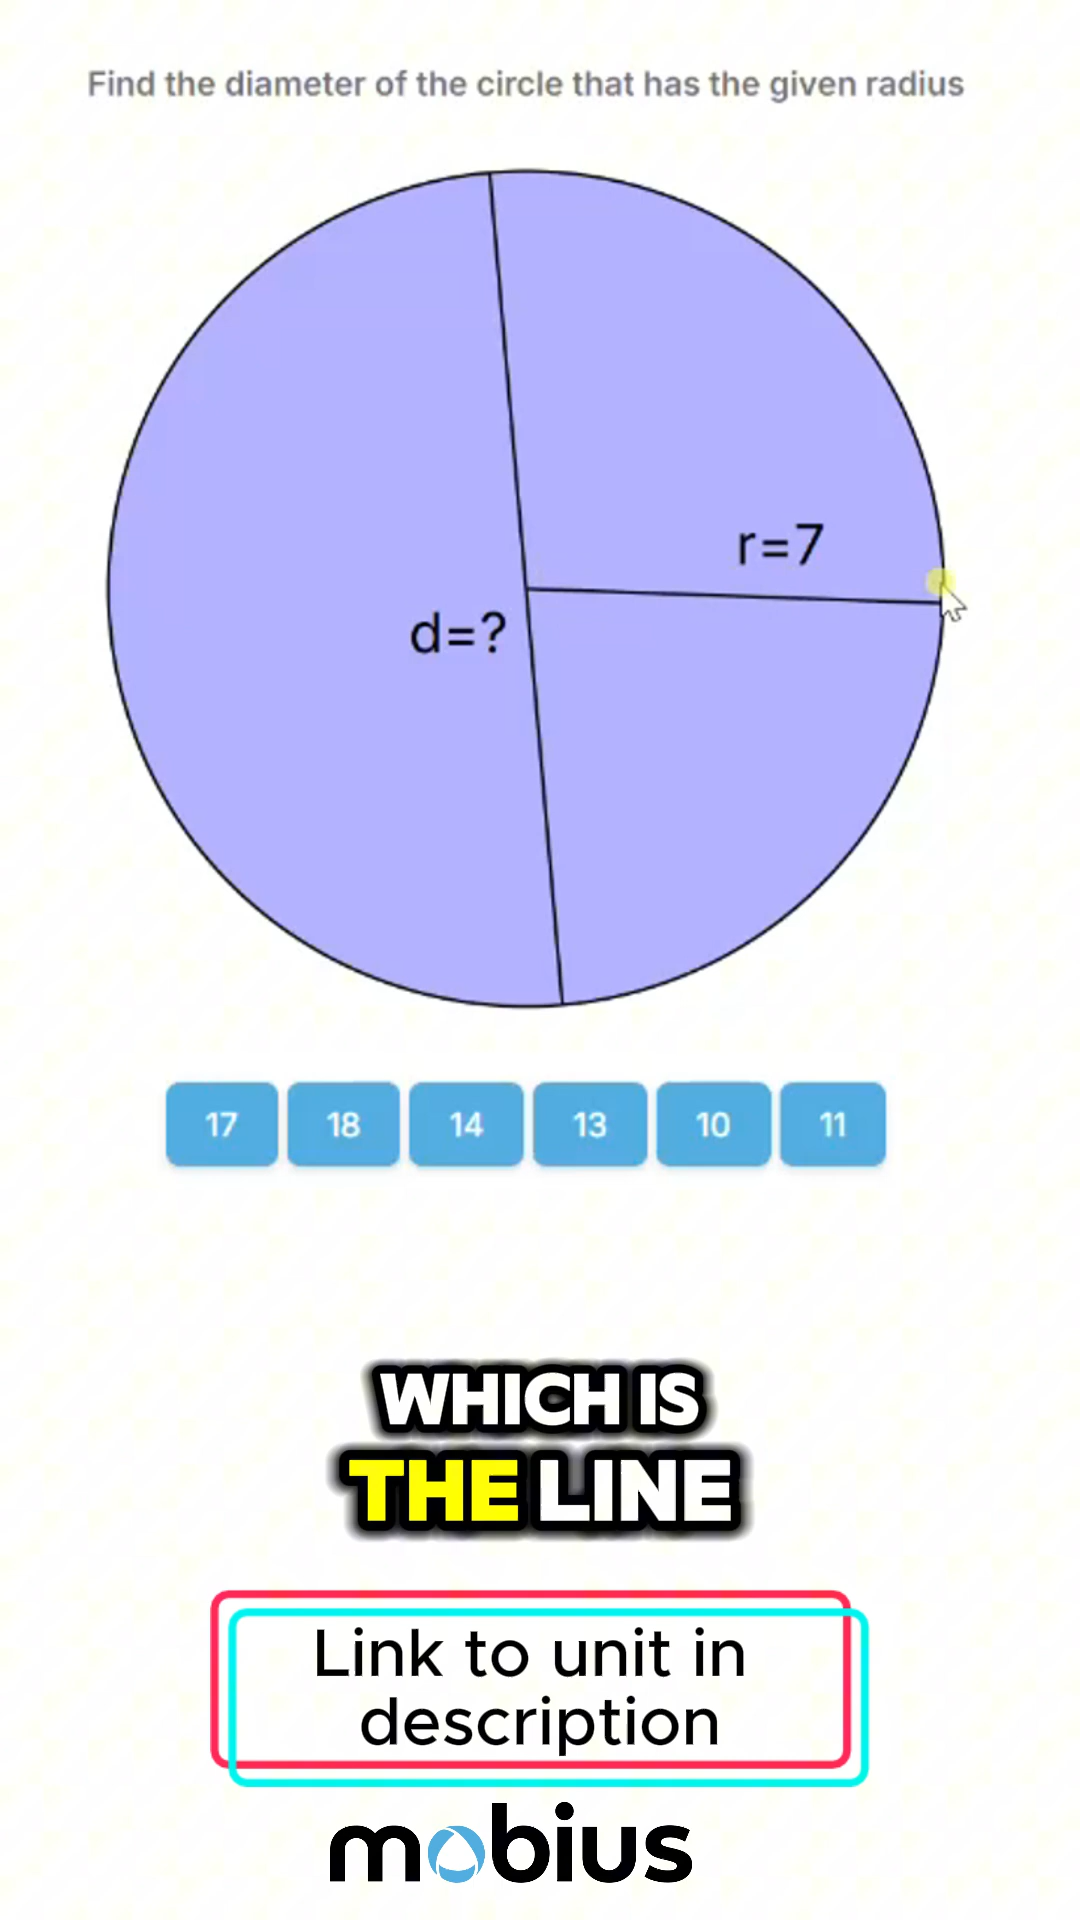 Find the diameter of the circle that has the given radius
r=7
d=?
17 18 14 13 10 11
WHICH IS
THE LINE
Link to unit in
description
mobius